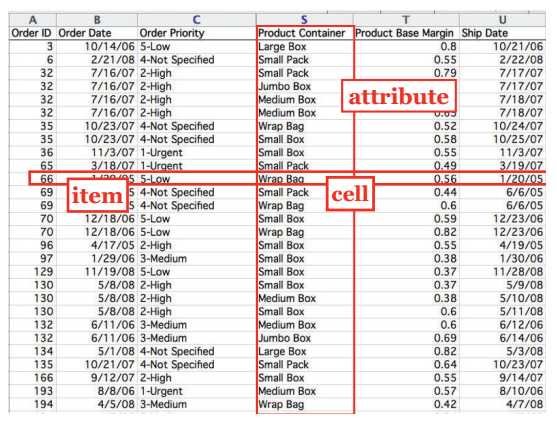 A B C S T U
Order ID Order Date Order Priority Product Container Product Base Margin Ship Date
3 10/14/06 5-Low Large Box 0.8 10/21/06
6 2/21/08 4-Not Specified Small Pack 0.55 2/22/08
32 7/16/07 2-High Small Pack 0.79 7/17/07
32 7/16/07 2-High Jumbo Box 7/17/07
attribute
32 7/16/07 2-High Medium Box 7/18/07
32 7/16/07 2-High Medium Box 0.65 7/18/07
35 10/23/07 4-Not Specified Wrap Bag 0.52 10/24/07
35 10/23/07 4-Not Specified Small Box 0.58 10/25/07
36 11/3/07 1-Urgent Small Box 0.55 11/3/07
65 3/18/07 1-Urgent Small Pack 0.49 3/19/07
66 1/20/05 5-Low Wrap Bag 0.56 1/20/05
item cell
69 5 4-Not Specified Small Pack 0.44 6/6/05
69 5 4-Not Specified Wrap Bag 0.6 6/6/05
70 12/18/06 5-Low Small Box 0.59 12/23/06
70 12/18/06 5-Low Wrap Bag 0.82 12/23/06
96 4/17/05 2-High Small Box 0.55 4/19/05
97 1/29/06 3-Medium Small Box 0.38 1/30/06
129 11/19/08 5-Low Small Box 0.37 11/28/08
130 5/8/08 2-High Small Box 0.37 5/9/08
130 5/8/08 2-High Medium Box 0.38 5/10/08
130 5/8/08 2-High Small Box 0.6 5/11/08
132 6/11/06 3-Medium Medium Box 0.6 6/12/06
132 6/11/06 3-Medium Jumbo Box 0.69 6/14/06
134 5/1/08 4-Not Specified Large Box 0.82 5/3/08
135 10/21/07 4-Not Specified Small Pack 0.64 10/23/07
166 9/12/07 2-High Small Box 0.55 9/14/07
193 8/8/06 1-Urgent Medium Box 0.57 8/10/06
194 4/5/08 3-Medium Wrap Bag 0.42 4/7/08